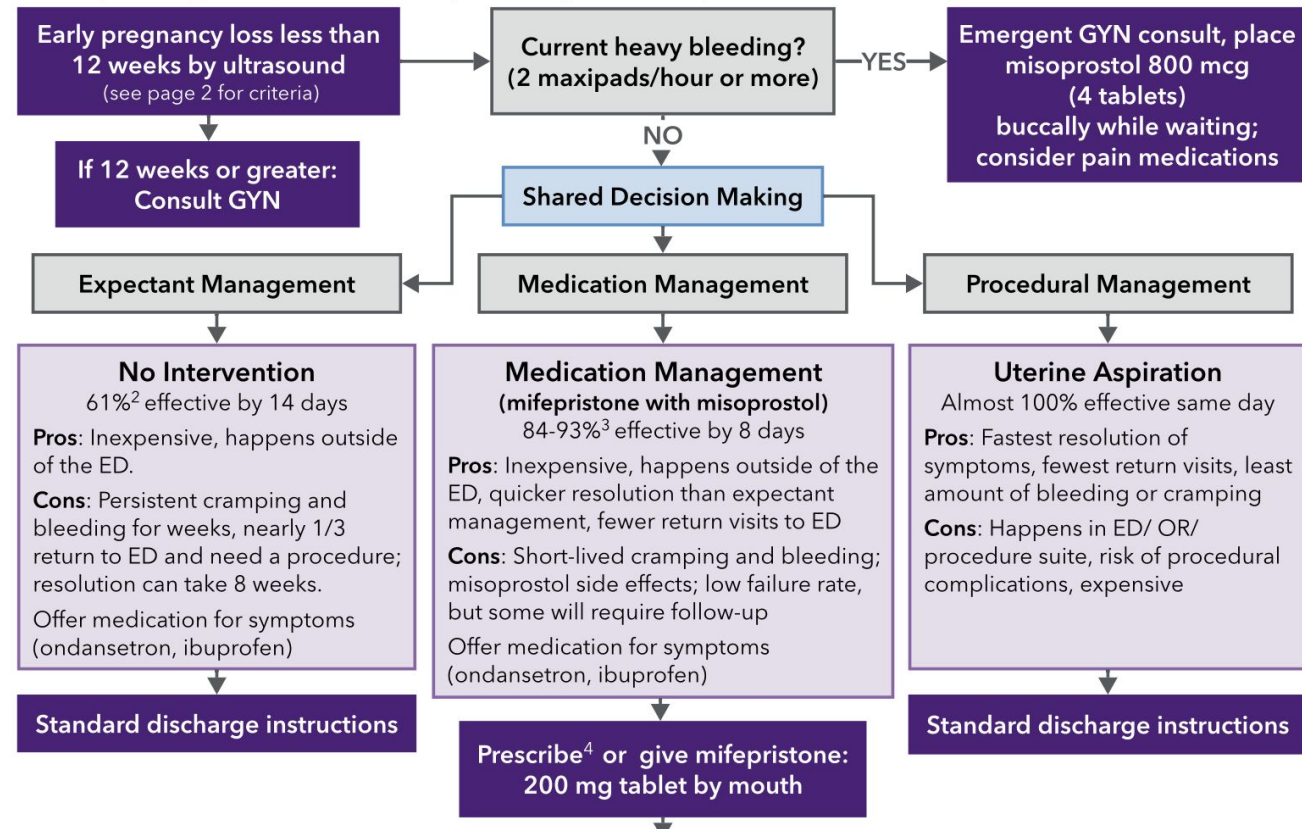 Early pregnancy loss less than
12 weeks by ultrasound
(see page 2 for criteria)
Current heavy bleeding?
(2 maxipads/hour or more)
YES
Emergent GYN consult, place
misoprostol 800 mcg
(4 tablets)
buccally while waiting;
consider pain medications
If 12 weeks or greater:
Consult GYN
NO
Shared Decision Making
Expectant Management
Medication Management
Procedural Management
No Intervention
61%² effective by 14 days
Pros: Inexpensive, happens outside
of the ED.
Cons: Persistent cramping and
bleeding for weeks, nearly 1/3
return to ED and need a procedure;
resolution can take 8 weeks.
Offer medication for symptoms
(ondansetron, ibuprofen)
Medication Management
(mifepristone with misoprostol)
84-93%³ effective by 8 days
Pros: Inexpensive, happens outside of the
ED, quicker resolution than expectant
management, fewer return visits to ED
Cons: Short-lived cramping and bleeding;
misoprostol side effects; low failure rate,
but some will require follow-up
Offer medication for symptoms
(ondansetron, ibuprofen)
Uterine Aspiration
Almost 100% effective same day
Pros: Fastest resolution of
symptoms, fewest return visits, least
amount of bleeding or cramping
Cons: Happens in ED/ OR/
procedure suite, risk of procedural
complications, expensive
Standard discharge instructions
Prescribe⁴ or give mifepristone:
200 mg tablet by mouth
Standard discharge instructions